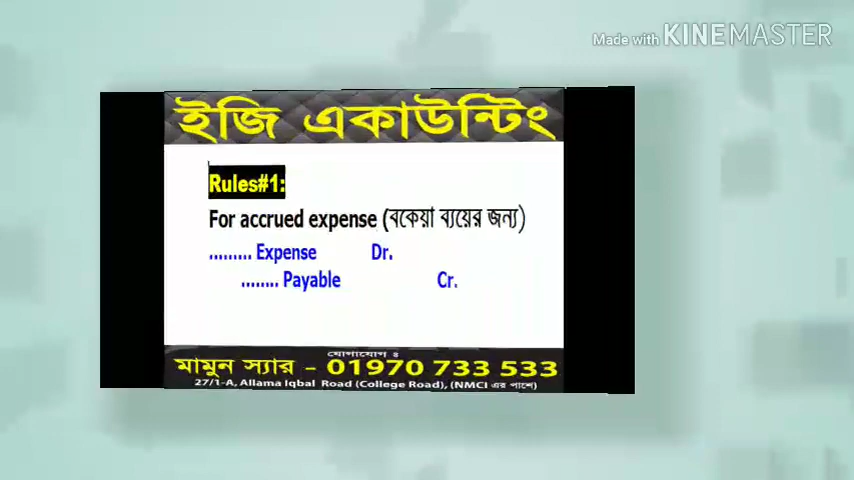 Made with KINEMASTER
ইজি একাউন্টিং
Rules#1:
For accrued expense (বকেয়া ব্যয়ের জন্য)
......... Expense Dr.
........ Payable Cr.
যোগাযোগ ঃ
মামুন স্যার - 01970 733 533
27/1-A, Allama Iqbal Road (College Road), (NMCI এর পাশে)